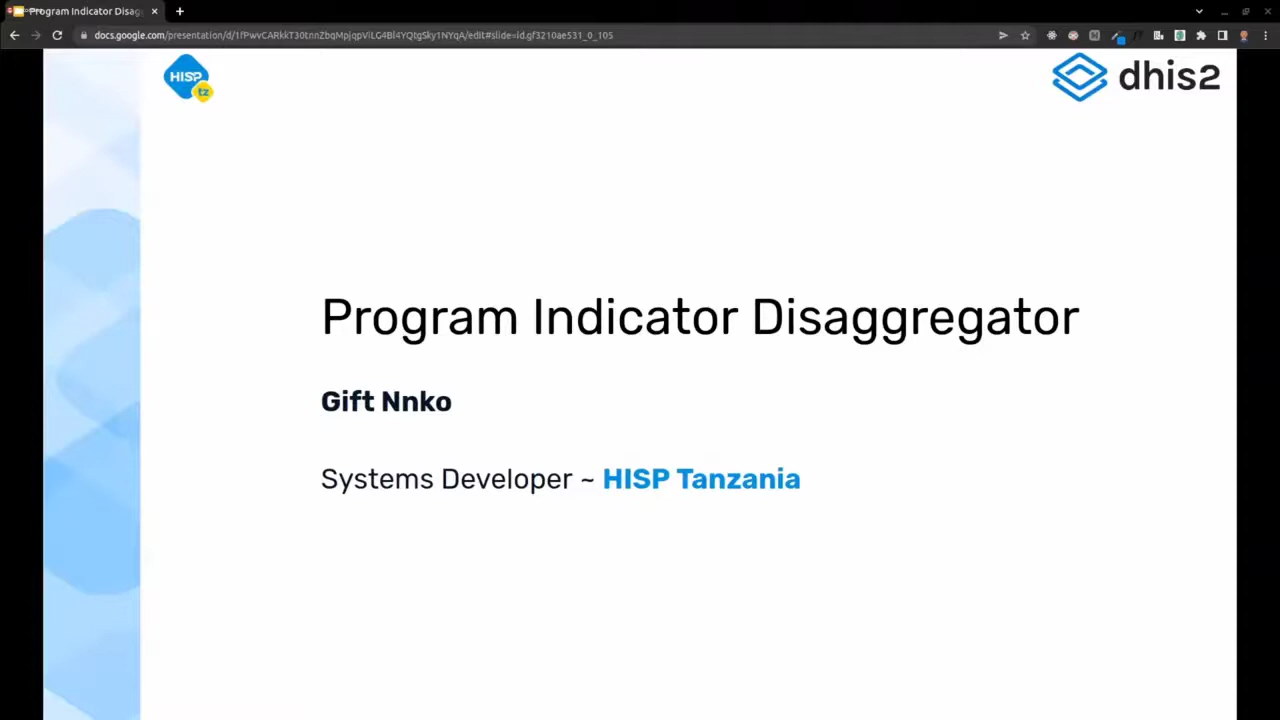 Program Indicator Disag
docs.google.com/presentation/d/1fPwvCARkkT30tnnZbqMpjqpViLG4Bl4YQtgSky1NYqA/edit#slide=id.gf3210ae531_0_105
HISP
tz
dhis2
Program Indicator Disaggregator
Gift Nnko
Systems Developer ~ HISP Tanzania